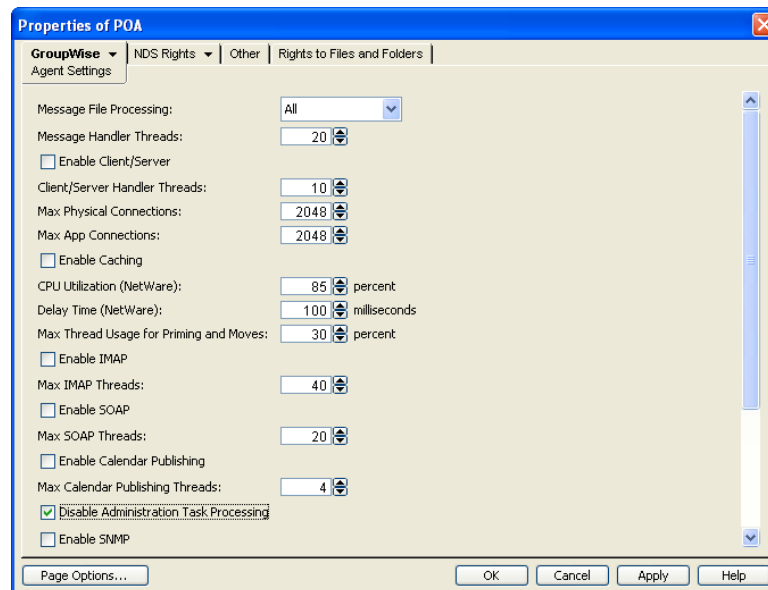 Properties of POA
GroupWise NDS Rights Other Rights to Files and Folders
Agent Settings
Message File Processing: All
Message Handler Threads: 20
Enable Client/Server
Client/Server Handler Threads: 10
Max Physical Connections: 2048
Max App Connections: 2048
Enable Caching
CPU Utilization (NetWare): 85 percent
Delay Time (NetWare): 100 milliseconds
Max Thread Usage for Priming and Moves: 30 percent
Enable IMAP
Max IMAP Threads: 40
Enable SOAP
Max SOAP Threads: 20
Enable Calendar Publishing
Max Calendar Publishing Threads: 4
Disable Administration Task Processing
Enable SNMP
Page Options... OK Cancel Apply Help